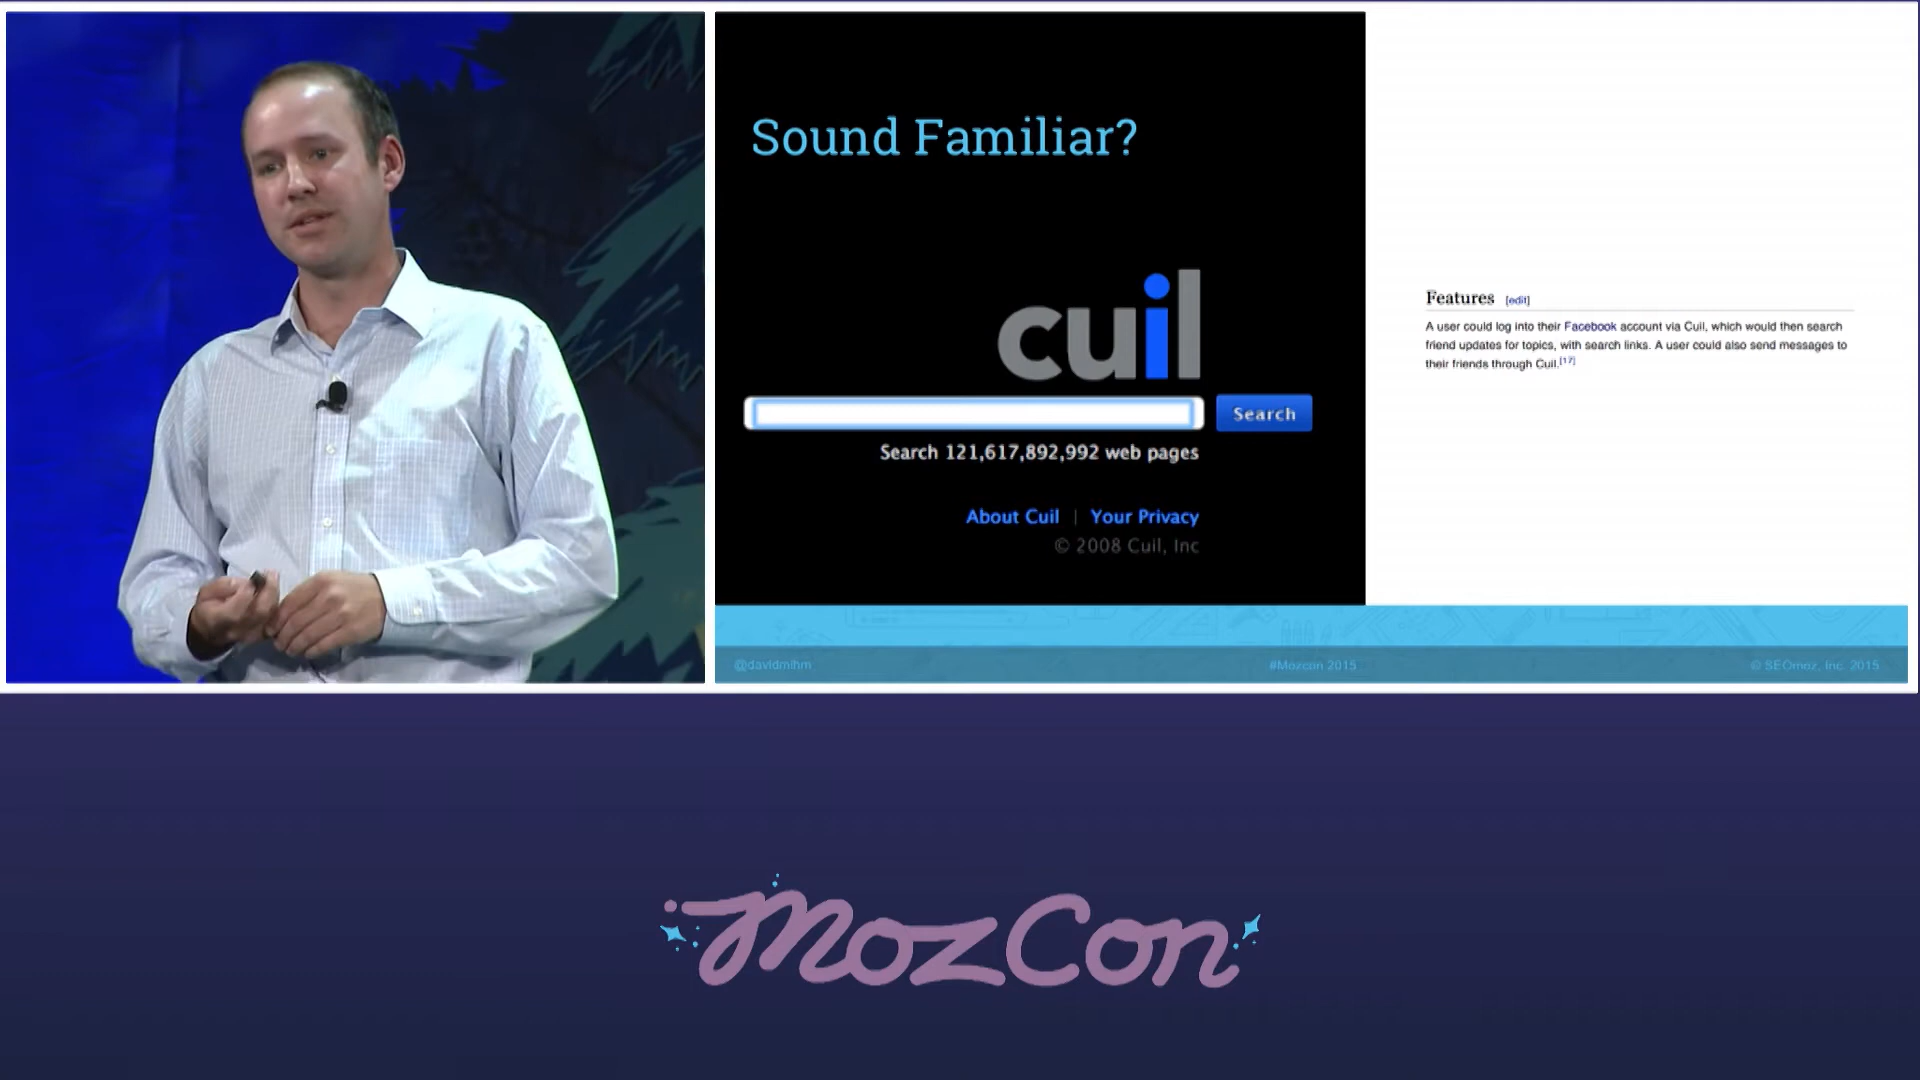 Sound Familiar?
cuil
Search
Search 121,617,892,992 web pages
About Cuil | Your Privacy
© 2008 Cuil, Inc
Features [edit]
A user could log into their Facebook account via Cuil, which would then search
friend updates for topics, with search links. A user could also send messages to
their friends through Cuil.[17]
@davidmihm
#Mozcon 2015
© SEOmoz, Inc. 2015
MozCon